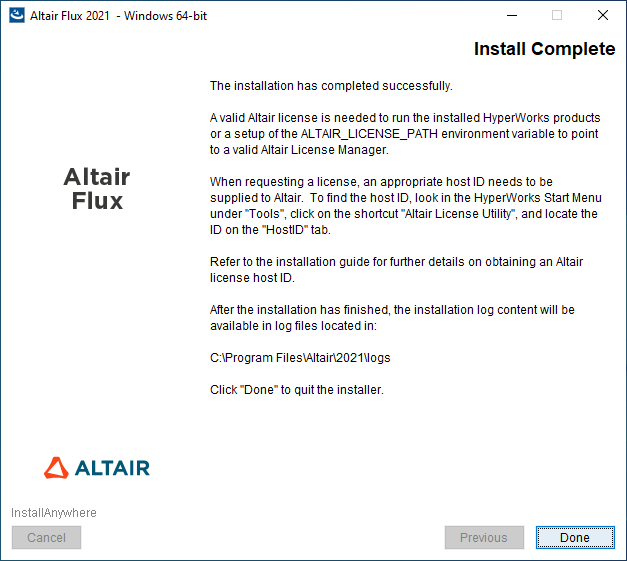 Altair Flux 2021 - Windows 64-bit
Install Complete
The installation has completed successfully.
A valid Altair license is needed to run the installed HyperWorks products
or a setup of the ALTAIR_LICENSE_PATH environment variable to point
to a valid Altair License Manager.
Altair
Flux
When requesting a license, an appropriate host ID needs to be
supplied to Altair.  To find the host ID, look in the HyperWorks Start Menu
under "Tools", click on the shortcut "Altair License Utility", and locate the
ID on the "HostID" tab.
Refer to the installation guide for further details on obtaining an Altair
license host ID.
After the installation has finished, the installation log content will be
available in log files located in:
C:\Program Files\Altair\2021\logs
Click "Done" to quit the installer.
ALTAIR
InstallAnywhere
Cancel
Previous
Done